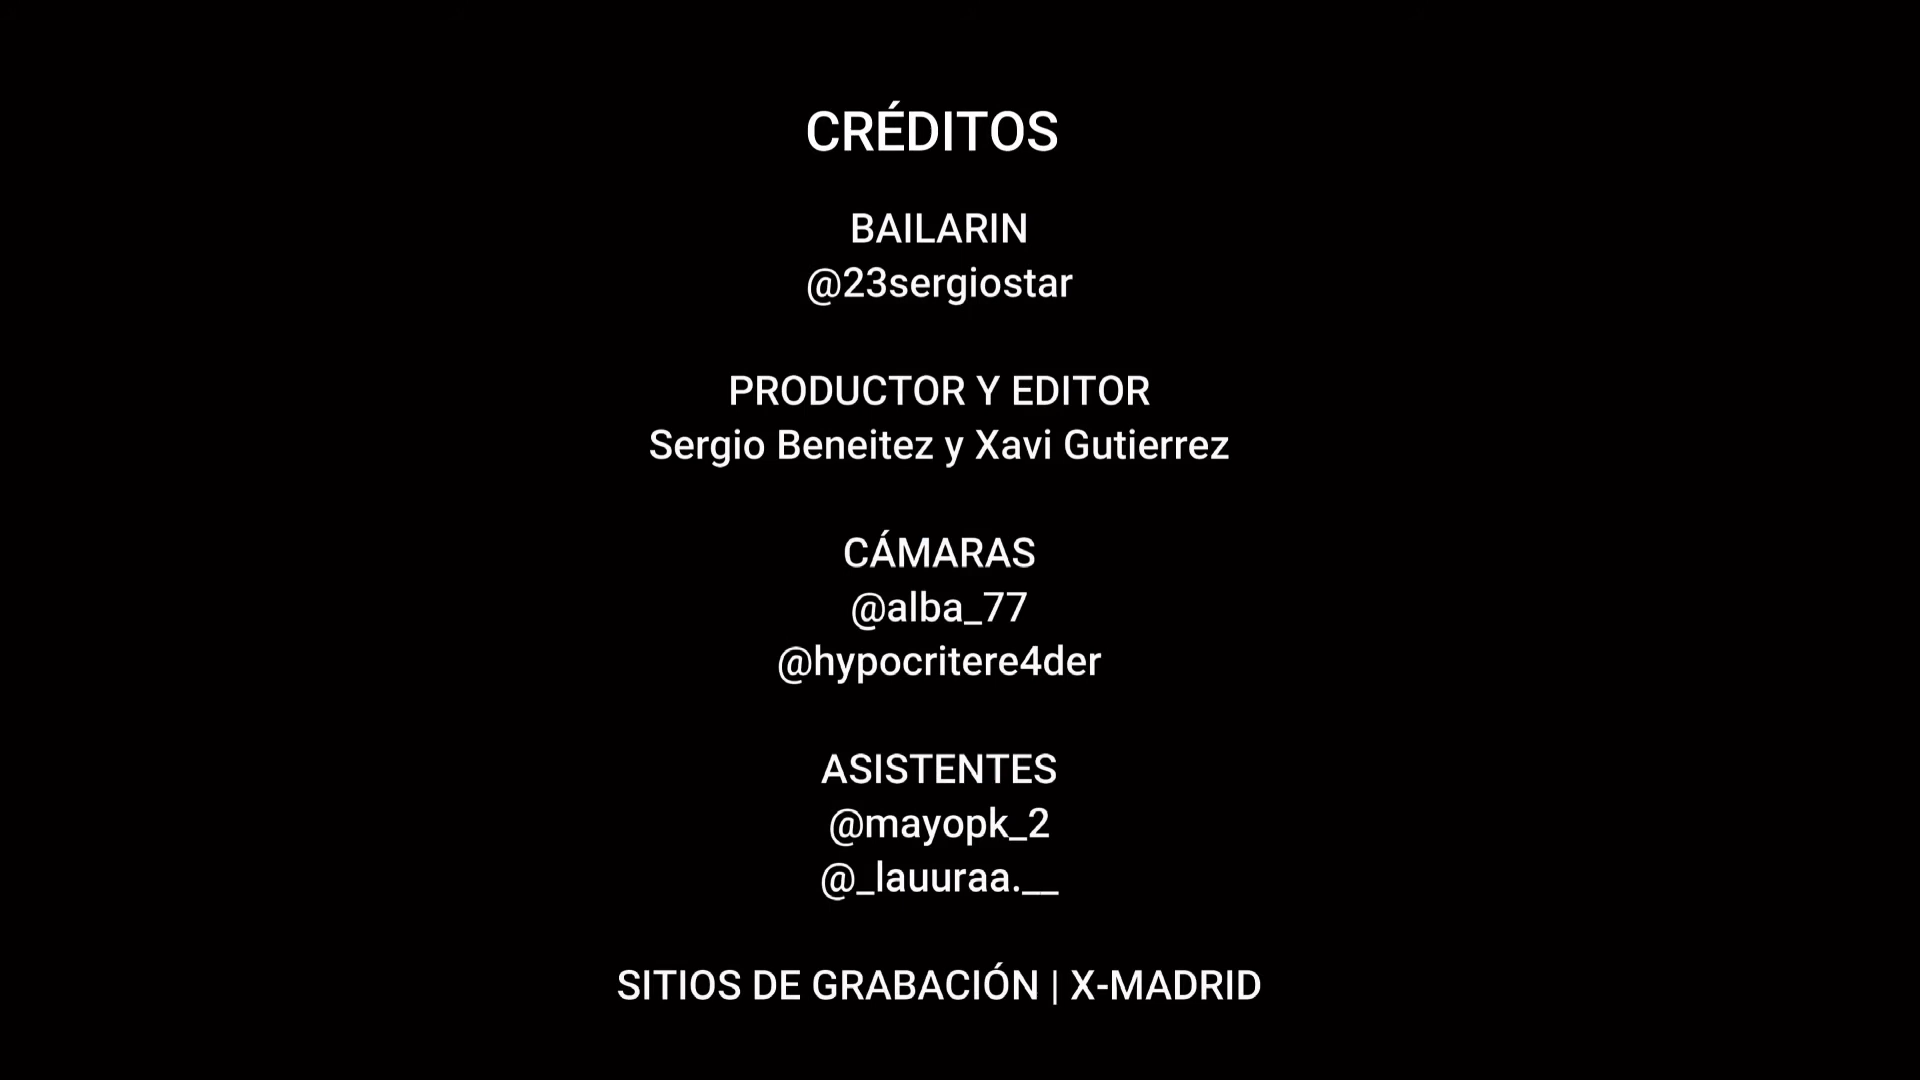 CRÉDITOS
BAILARIN
@23sergiostar
PRODUCTOR Y EDITOR
Sergio Beneitez y Xavi Gutierrez
CÁMARAS
@alba_77
@hypocritere4der
ASISTENTES
@mayopk_2
@_lauuraa.__
SITIOS DE GRABACIÓN | X-MADRID